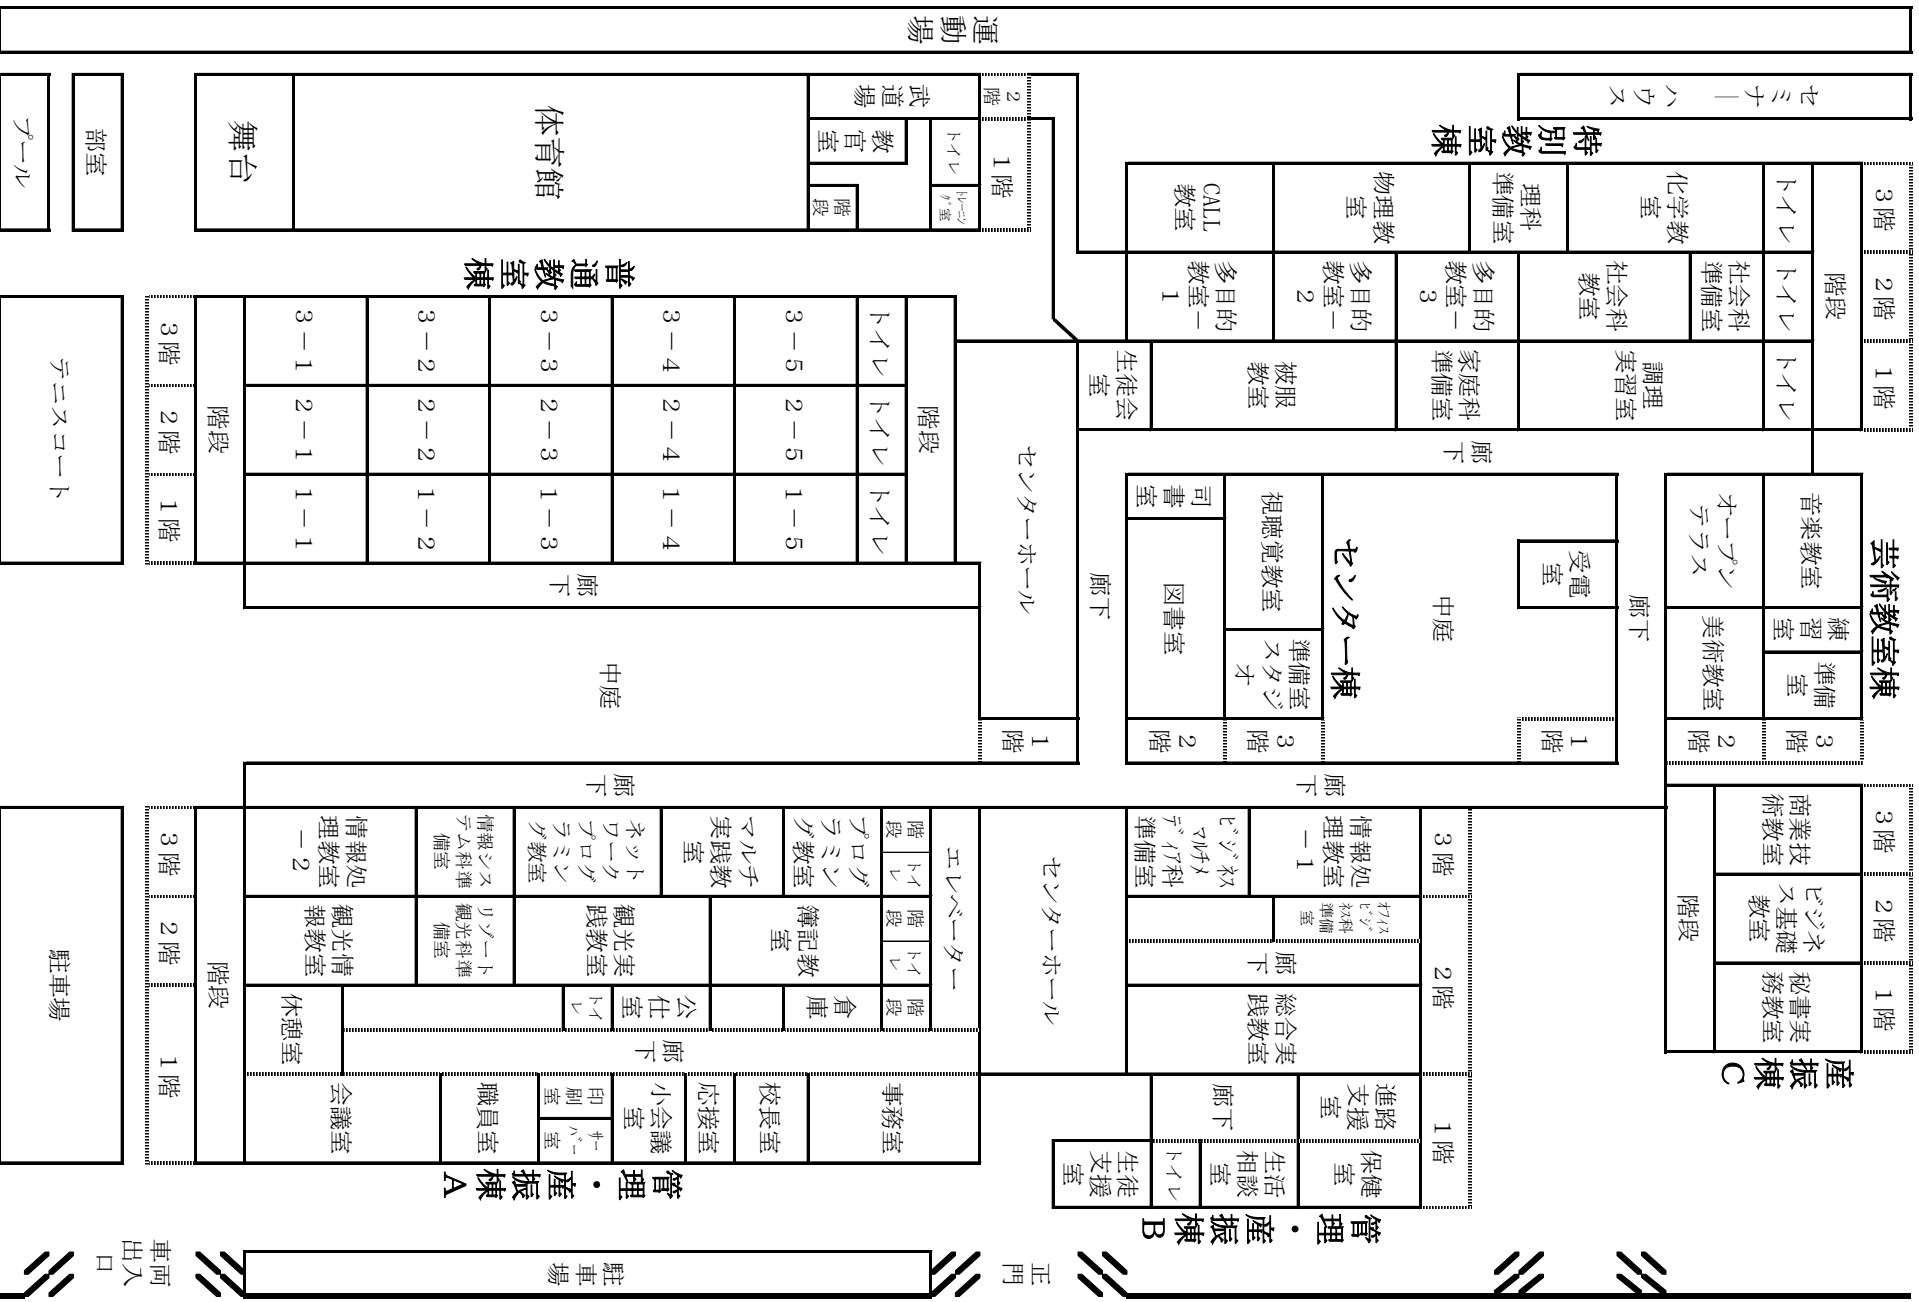 運動場
セミナーハウス
プール
部室
舞台
体育館
武道場
教官室
トイレ
階段
トレーニング室
2階
1階
特別教室棟
CALL教室
物理教室
理科準備室
化学教室
トイレ
3階
多目的教室－1
多目的教室－2
多目的教室－3
社会科教室
社会科準備室
トイレ
階段
2階
生徒会室
被服教室
家庭科準備室
調理実習室
トイレ
1階
普通教室棟
テニスコート
3階
2階
1階
階段
3－1
3－2
3－3
3－4
3－5
トイレ
2－1
2－2
2－3
2－4
2－5
トイレ
1－1
1－2
1－3
1－4
1－5
トイレ
階段
廊下
センターホール
1階
廊下
廊下
司書室
視聴覚教室
図書室
準備室スタジオ
2階
3階
センター棟
中庭
受電室
1階
廊下
芸術教室棟
オープンテラス
音楽教室
美術教室
練習室
準備室
2階
3階
中庭
廊下
廊下
駐車場
3階
2階
1階
階段
情報処理教室－2
情報システム科準備室
ネットワークプログラミング教室
マルチ実践教室
プログラミング教室
階段
トイレ
エレベーター
観光情報教室
リゾート観光科準備室
観光実践教室
簿記教室
階段
トイレ
休憩室
トイレ
公仕室
倉庫
階段
廊下
会議室
職員室
印刷室
サーバー室
小会議室
応接室
校長室
事務室
管理・産振棟A
センターホール
ビジネスマルチメディア科準備室
情報処理教室－1
3階
オフィスビジネス科準備室
廊下
総合実践教室
2階
廊下
進路支援室
生徒支援室
トイレ
生活相談室
保健室
1階
管理・産振棟B
商業技術教室
3階
ビジネス基礎教室
2階
秘書実務教室
1階
階段
産振棟C
車両出入口
駐車場
正門